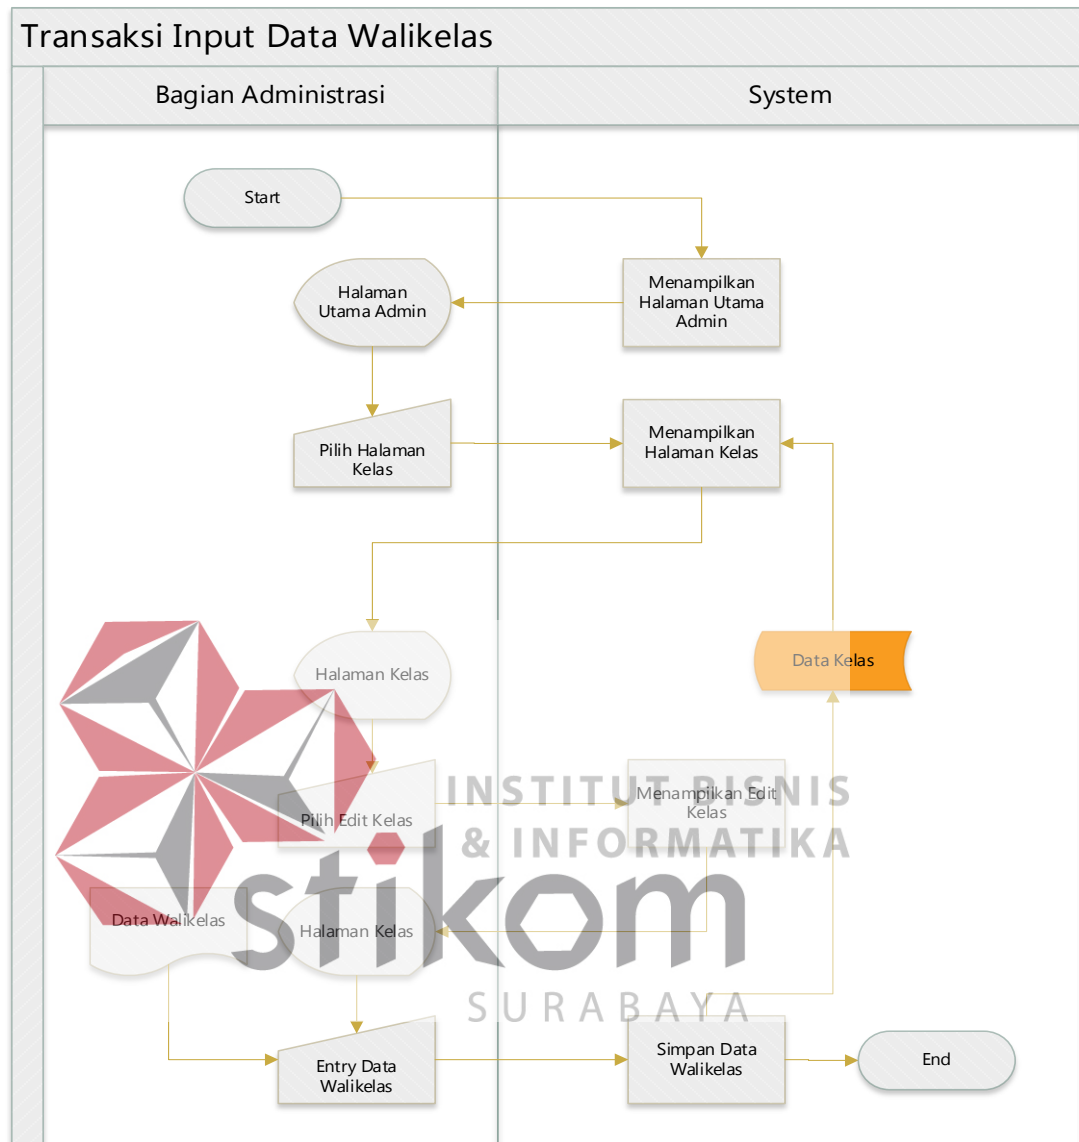 Transaksi Input Data Walikelas
Bagian Administrasi
System
Start
Menampilkan
Halaman Utama
Admin
Halaman
Utama Admin
Pilih Halaman
Kelas
Menampilkan
Halaman Kelas
Halaman Kelas
Data Kelas
Pilih Edit Kelas
Menampilkan Edit
Kelas
INSTITUT BISNIS
& INFORMATIKA
stikom
SURABAYA
Data Walikelas
Halaman Kelas
Entry Data
Walikelas
Simpan Data
Walikelas
End